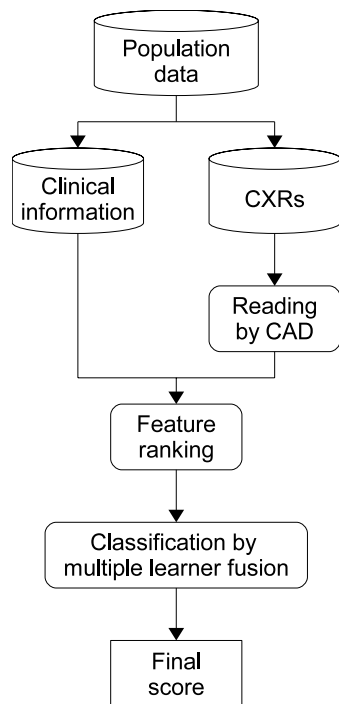 Population
data
Clinical
information
CXRs
Reading
by CAD
Feature
ranking
Classification by
multiple learner fusion
Final
score